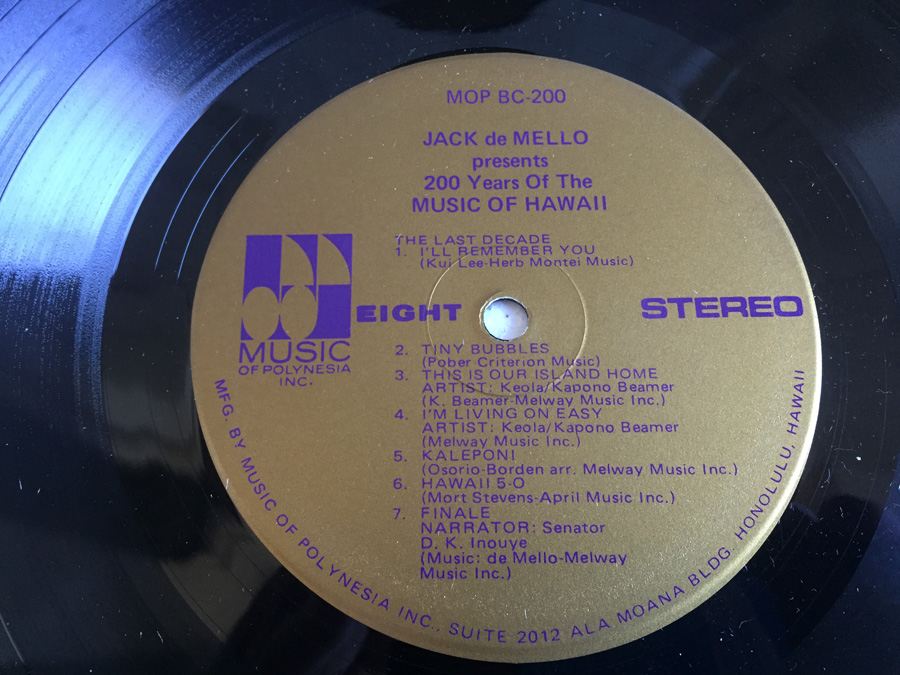 MOP BC-200
JACK de MELLO
presents
200 Years Of The
MUSIC OF HAWAII
THE LAST DECADE
1. I'LL REMEMBER YOU
(Kui Lee-Herb Montei Music)
EIGHT
STEREO
MUSIC
OF POLYNESIA
INC.
2. TINY BUBBLES
(Pober Criterion Music)
3. THIS IS OUR ISLAND HOME
ARTIST: Keola/Kapono Beamer
(K. Beamer-Melway Music Inc.)
4. I'M LIVING ON EASY
ARTIST: Keola/Kapono Beamer
(Melway Music Inc.)
5. KALEPONI
(Osorio-Borden arr. Melway Music Inc.)
6. HAWAII 5-O
(Mort Stevens-April Music Inc.)
7. FINALE
NARRATOR: Senator
D. K. Inouye
(Music: de Mello-Melway
Music Inc.)
MFG. BY MUSIC OF POLYNESIA INC., SUITE 2012 ALA MOANA BLDG. HONOLULU, HAWAII